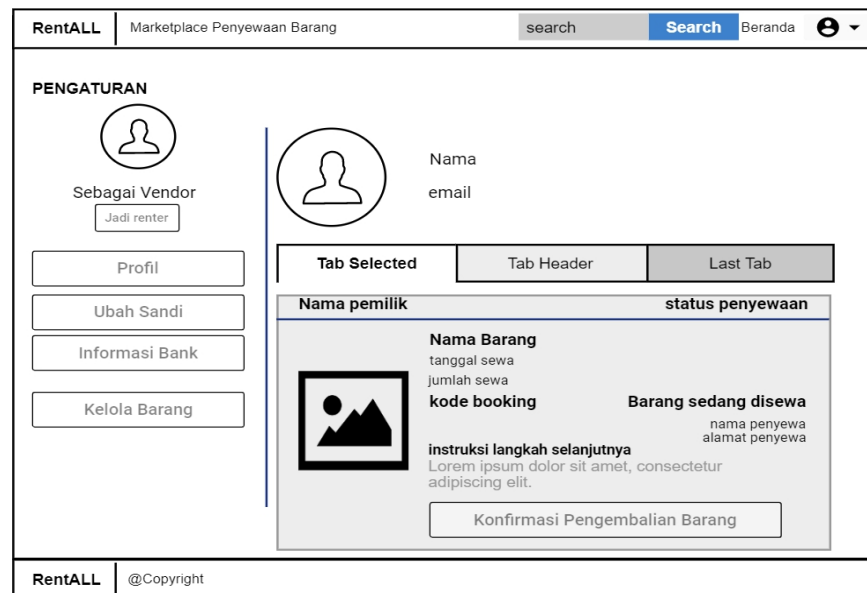 RentALL Marketplace Penyewaan Barang search Search Beranda
PENGATURAN
Sebagai Vendor
Jadi renter
Profil
Ubah Sandi
Informasi Bank
Kelola Barang
Nama
email
Tab Selected Tab Header Last Tab
Nama pemilik status penyewaan
Nama Barang
tanggal sewa
jumlah sewa
kode booking Barang sedang disewa
nama penyewa
alamat penyewa
instruksi langkah selanjutnya
Lorem ipsum dolor sit amet, consectetur
adipiscing elit.
Konfirmasi Pengembalian Barang
RentALL @Copyright